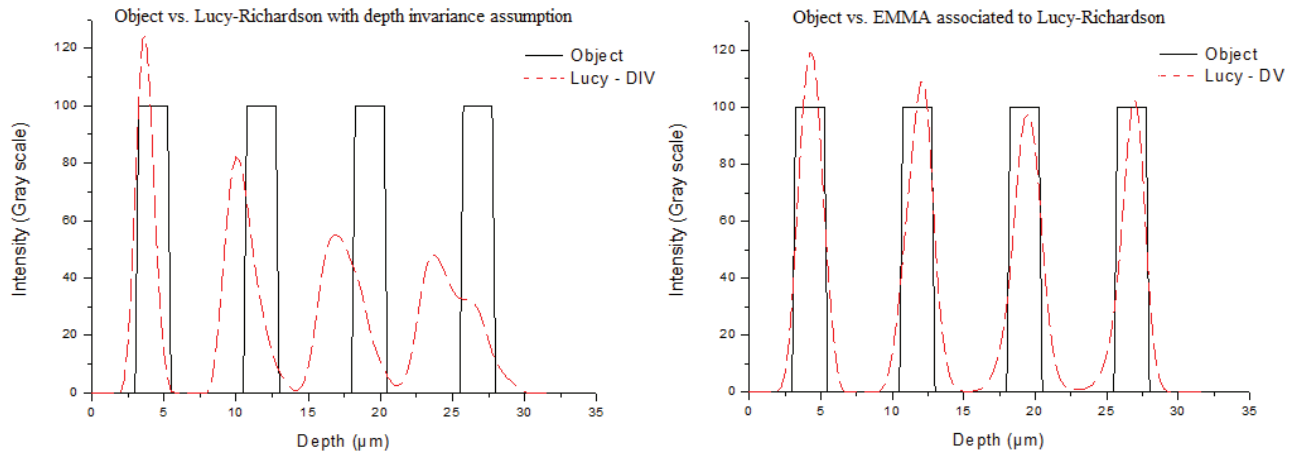 Object vs. Lucy-Richardson with depth invariance assumption
Object
Lucy - DIV
Intensity (Gray scale)
120
100
80
60
40
20
0
0 5 10 15 20 25 30 35
Depth (µm)
Object vs. EMMA associated to Lucy-Richardson
Object
Lucy - DV
Intensity (Gray scale)
120
100
80
60
40
20
0
0 5 10 15 20 25 30 35
Depth (µm)